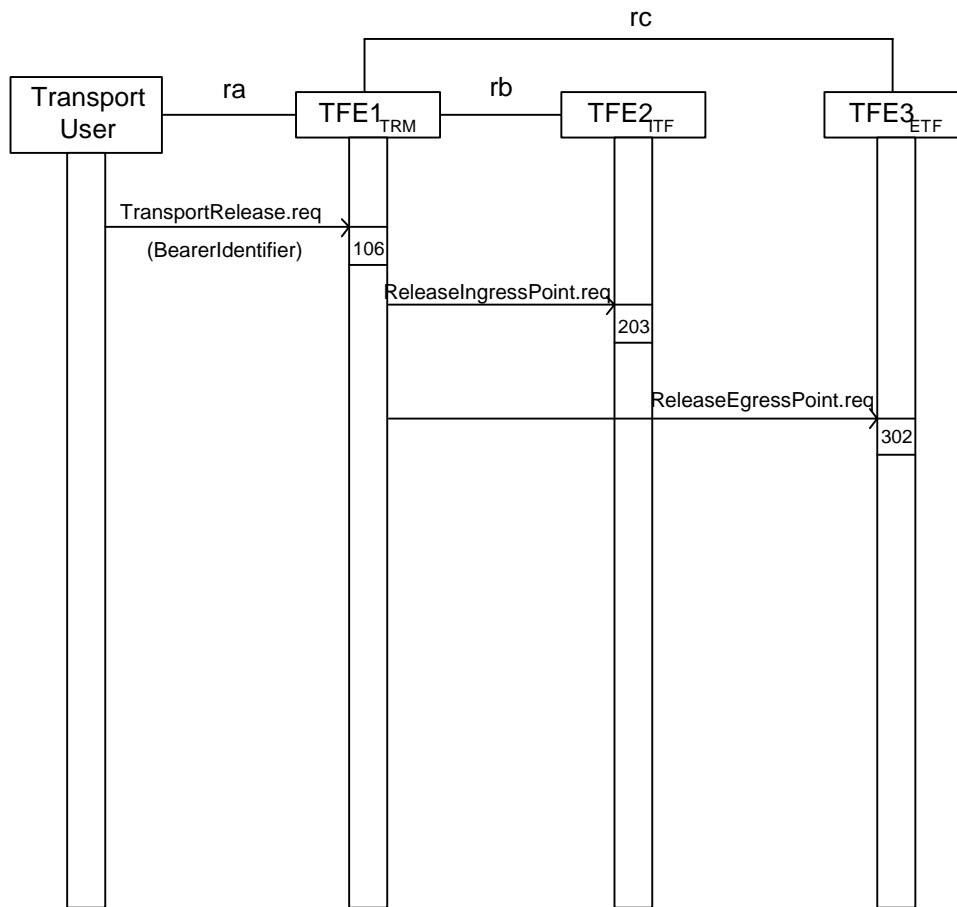 rc
ra
rb
Transport
User
TFE1TRM
TFE2ITF
TFE3ETF
TransportRelease.req
(BearerIdentifier)
106
ReleaseIngressPoint.req
203
ReleaseEgressPoint.req
302